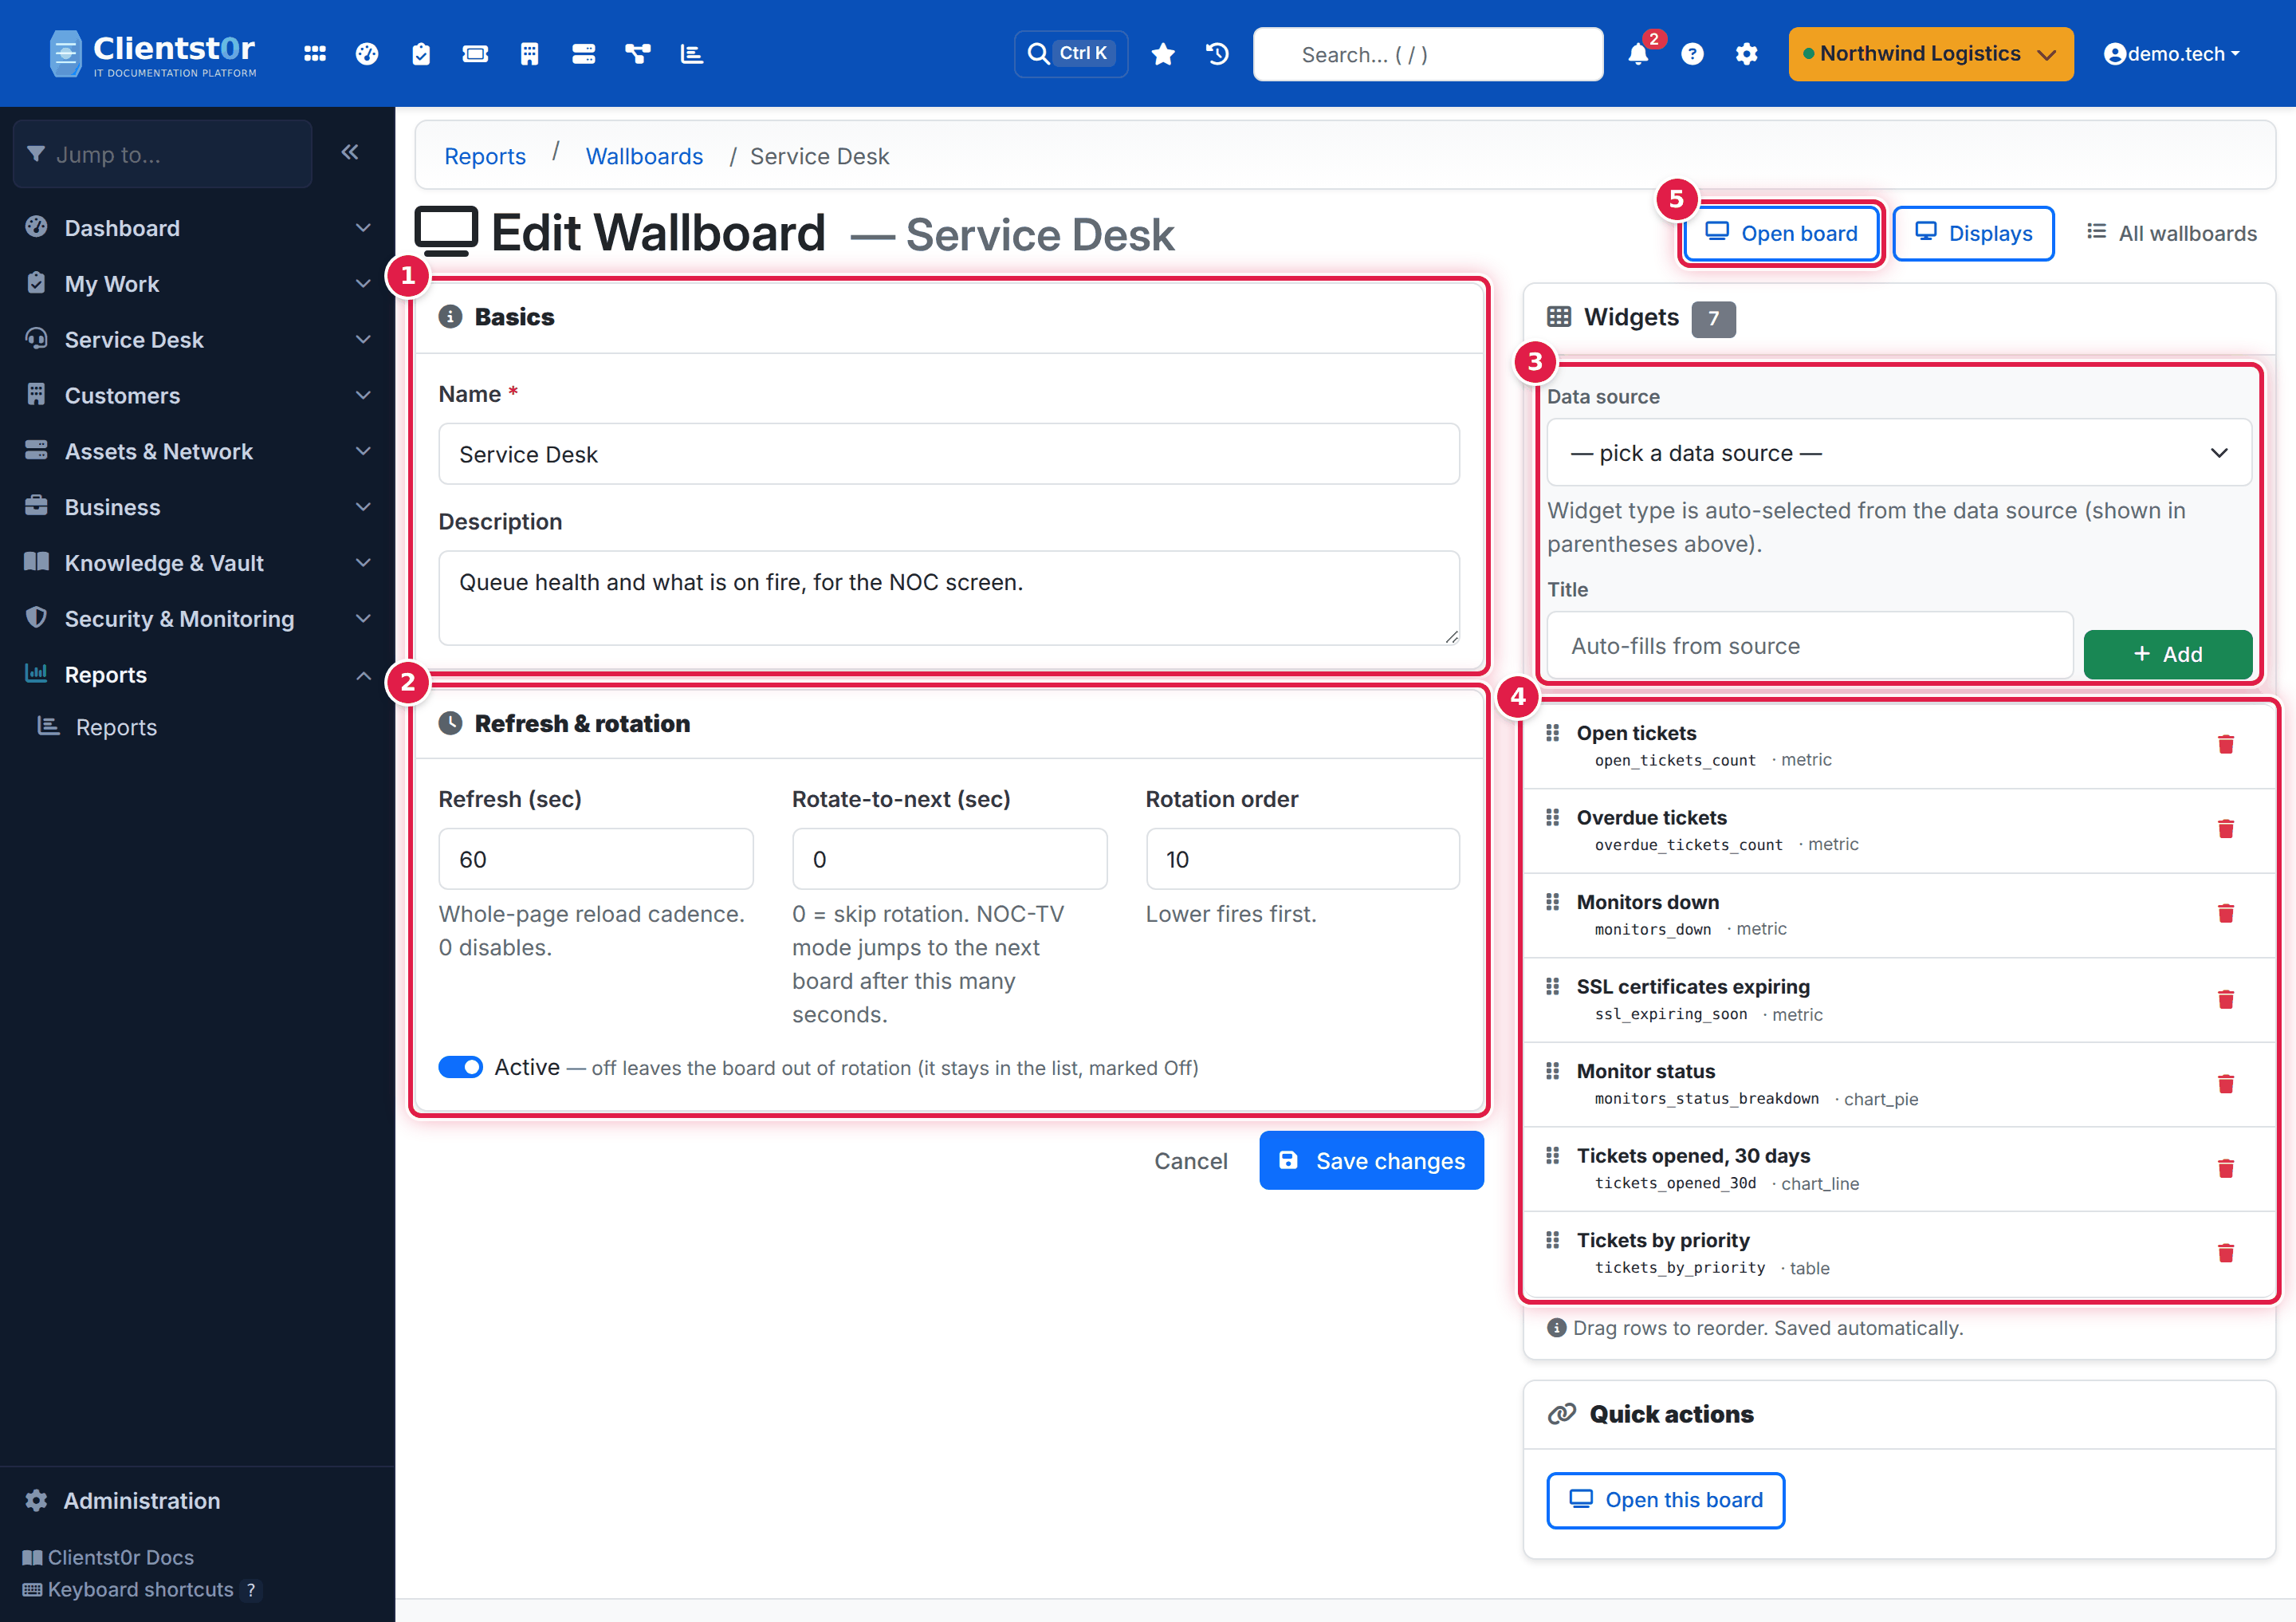 Clientst0r
IT DOCUMENTATION PLATFORM
Ctrl K
Search... ( / )
2
Northwind Logistics
demo.tech
Jump to...
Dashboard
My Work
Service Desk
Customers
Assets & Network
Business
Knowledge & Vault
Security & Monitoring
Reports
Reports
Administration
Clientst0r Docs
Keyboard shortcuts ?
Reports / Wallboards / Service Desk
Edit Wallboard — Service Desk
5
Open board
Displays
All wallboards
1
Basics
Name *
Service Desk
Description
Queue health and what is on fire, for the NOC screen.
2
Refresh & rotation
Refresh (sec)
60
Whole-page reload cadence.
0 disables.
Rotate-to-next (sec)
0
0 = skip rotation. NOC-TV
mode jumps to the next
board after this many
seconds.
Rotation order
10
Lower fires first.
Active — off leaves the board out of rotation (it stays in the list, marked Off)
Cancel
Save changes
Widgets 7
3
Data source
— pick a data source —
Widget type is auto-selected from the data source (shown in
parentheses above).
Title
Auto-fills from source
+ Add
4
Open tickets
open_tickets_count · metric
Overdue tickets
overdue_tickets_count · metric
Monitors down
monitors_down · metric
SSL certificates expiring
ssl_expiring_soon · metric
Monitor status
monitors_status_breakdown · chart_pie
Tickets opened, 30 days
tickets_opened_30d · chart_line
Tickets by priority
tickets_by_priority · table
Drag rows to reorder. Saved automatically.
Quick actions
Open this board